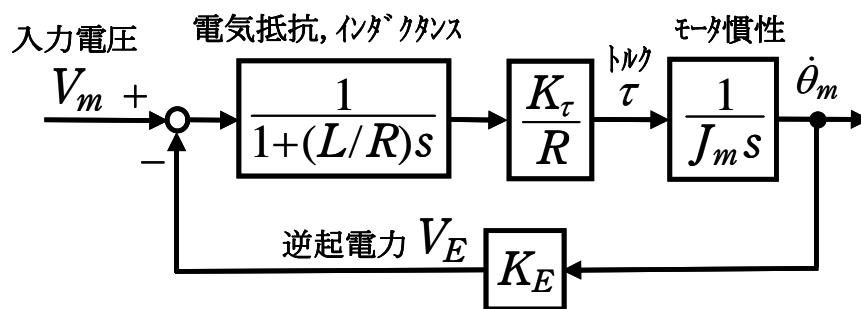 入力電圧
V_m +
−
電気抵抗,インダクタンス
1
1+(L/R)s
K_τ
R
トルク
τ
モータ慣性
1
J_m s
θ̇_m
逆起電力 V_E
K_E